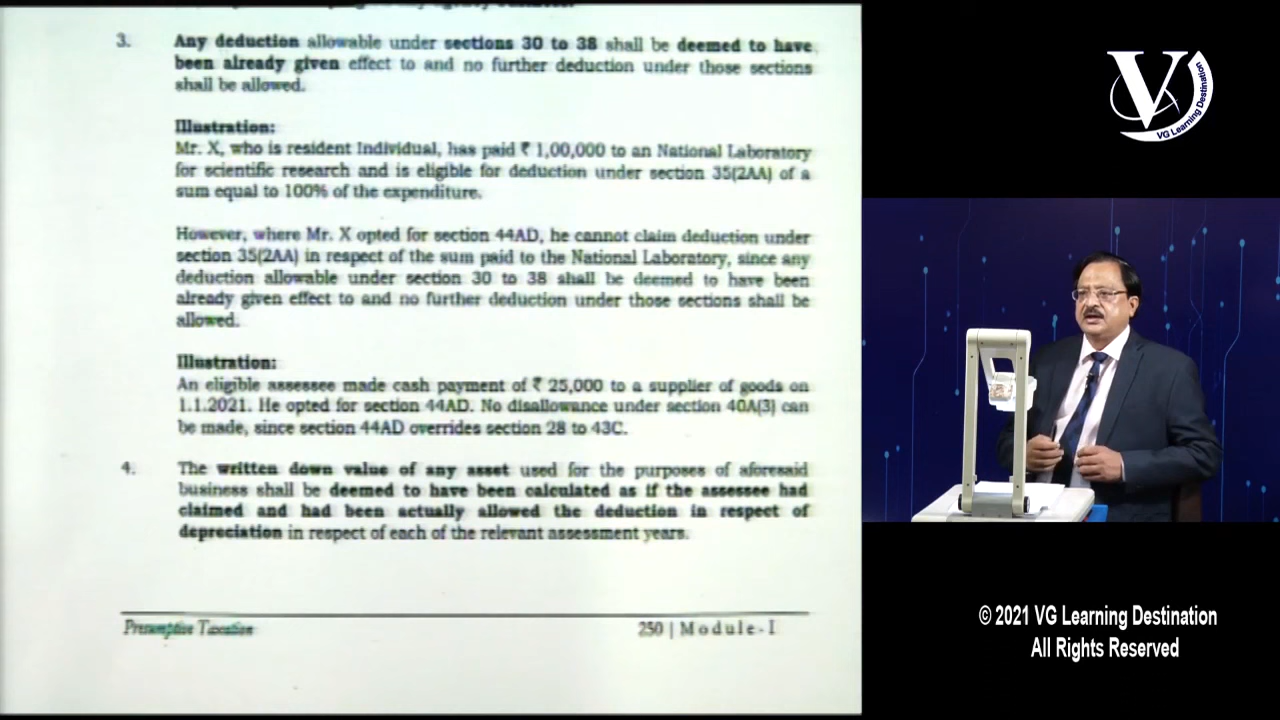 3. Any deduction allowable under sections 30 to 38 shall be deemed to have
been already given effect to and no further deduction under those sections
shall be allowed.
Illustration:
Mr. X, who is resident Individual, has paid ₹ 1,00,000 to an National Laboratory
for scientific research and is eligible for deduction under section 35(2AA) of a
sum equal to 100% of the expenditure.
However, where Mr. X opted for section 44AD, he cannot claim deduction under
section 35(2AA) in respect of the sum paid to the National Laboratory, since any
deduction allowable under section 30 to 38 shall be deemed to have been
already given effect to and no further deduction under those sections shall be
allowed.
Illustration:
An eligible assessee made cash payment of ₹ 25,000 to a supplier of goods on
1.1.2021. He opted for section 44AD. No disallowance under section 40A(3) can
be made, since section 44AD overrides section 28 to 43C.
4. The written down value of any asset used for the purposes of aforesaid
business shall be deemed to have been calculated as if the assessee had
claimed and had been actually allowed the deduction in respect of
depreciation in respect of each of the relevant assessment years.
Presumptive Taxation 250 | Module-I
V
VG Learning Destination
© 2021 VG Learning Destination
All Rights Reserved